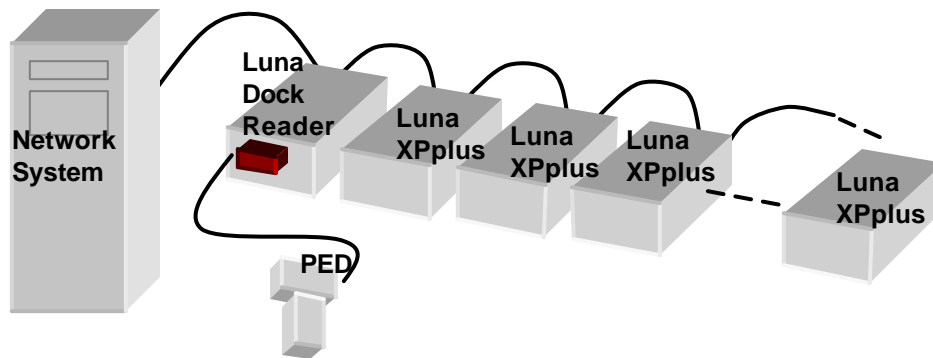 Network
System
Luna
Dock
Reader
Luna
XPplus
Luna
XPplus
Luna
XPplus
Luna
XPplus
PED